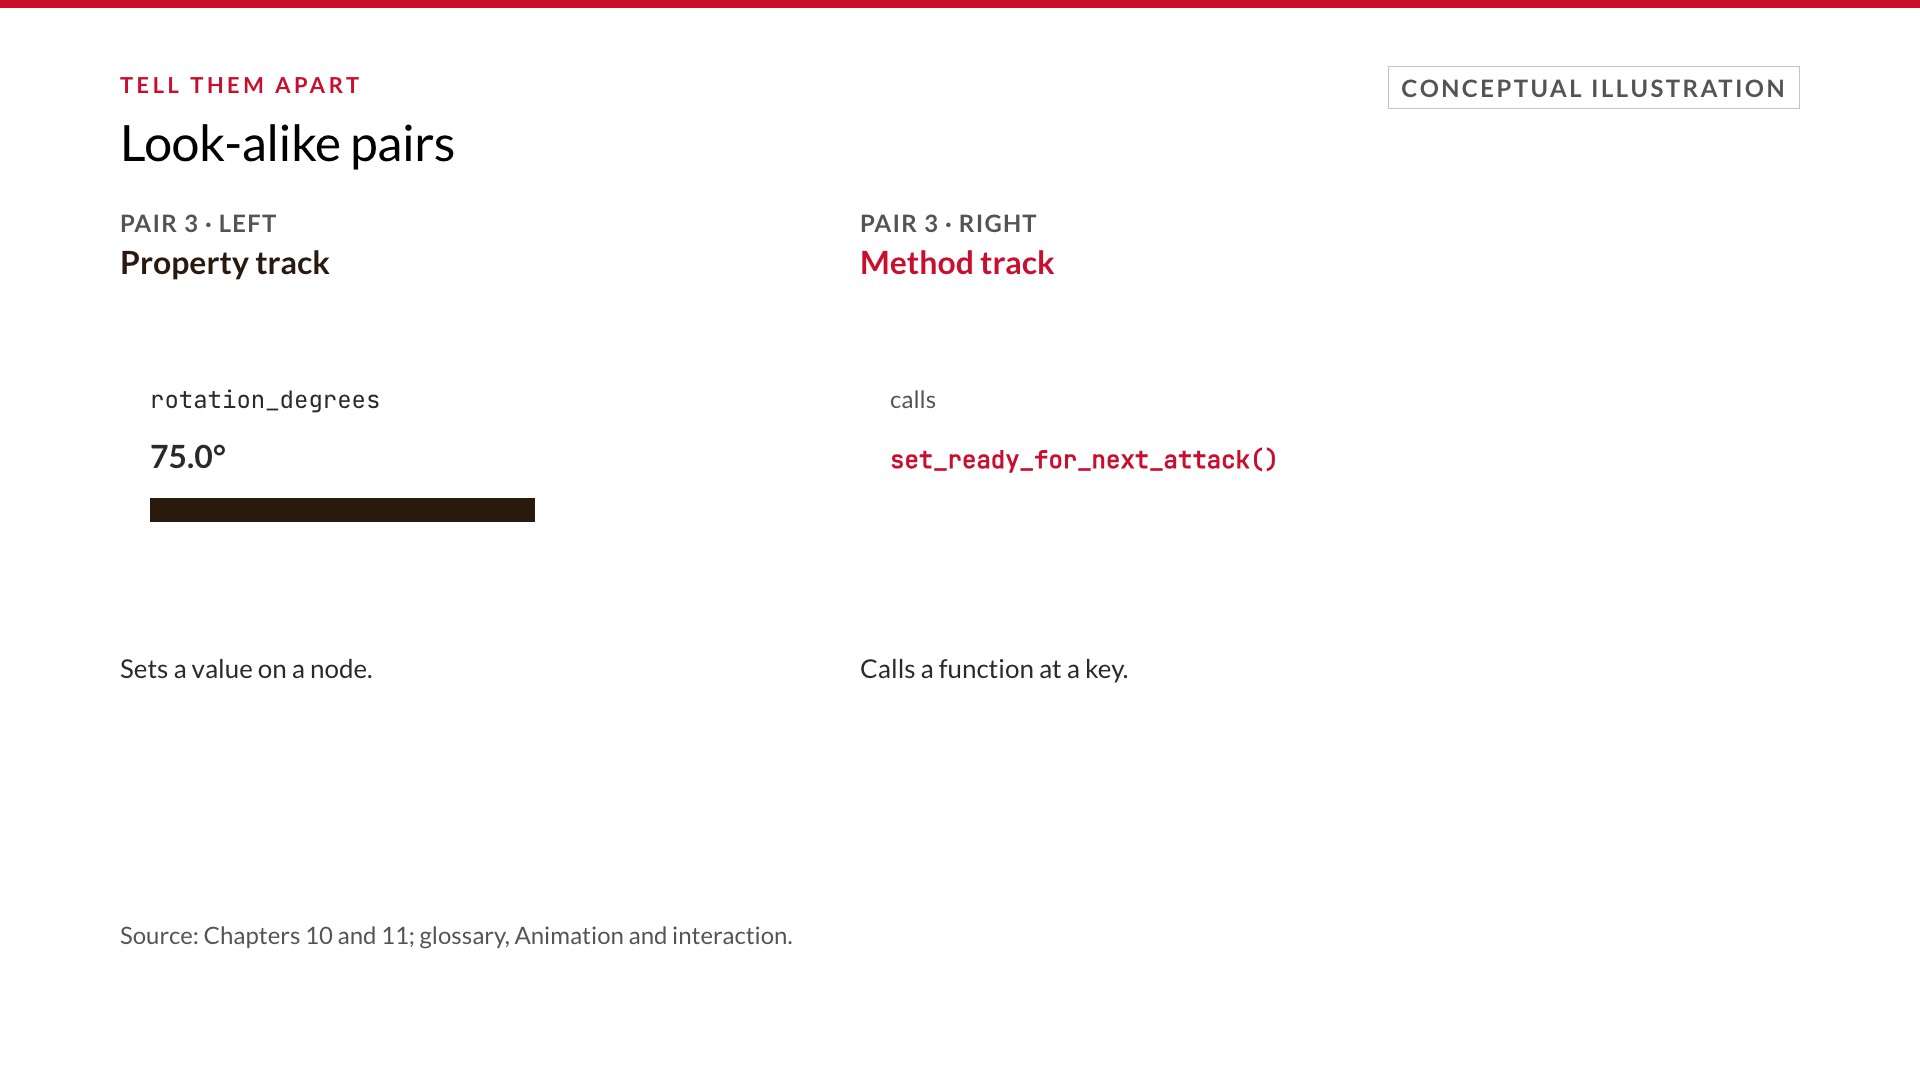 TELL THEM APART
CONCEPTUAL ILLUSTRATION
Look-alike pairs
PAIR 3 · LEFT
Property track
rotation_degrees
75.0°
Sets a value on a node.
PAIR 3 · RIGHT
Method track
calls
set_ready_for_next_attack()
Calls a function at a key.
Source: Chapters 10 and 11; glossary, Animation and interaction.